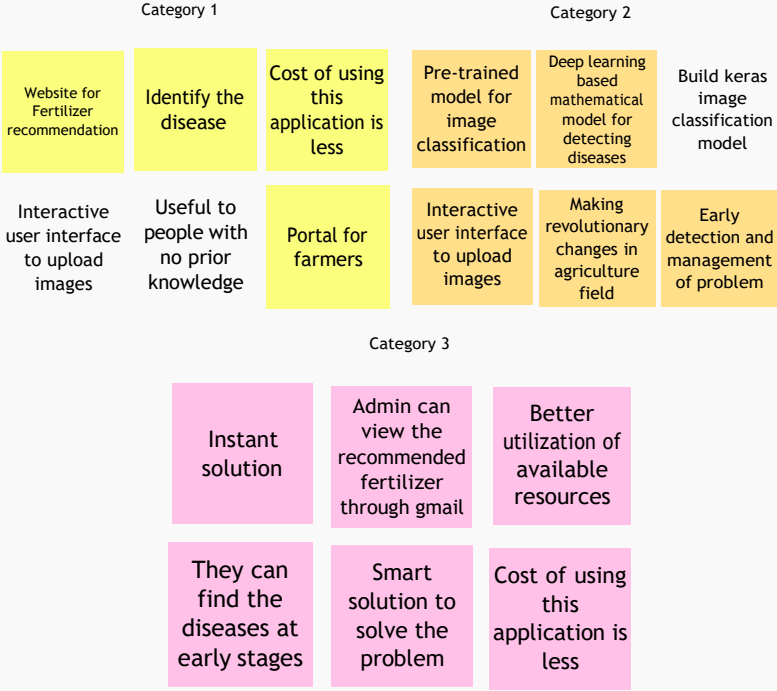 Category 1
Website for
Fertilizer
recommendation
Identify the
disease
Cost of using
this
application is
less
Interactive
user interface
to upload
images
Useful to
people with
no prior
knowledge
Portal for
farmers
Category 2
Pre-trained
model for
image
classification
Deep learning
based
mathematical
model for
detecting
diseases
Build keras
image
classification
model
Interactive
user interface
to upload
images
Making
revolutionary
changes in
agriculture
field
Early
detection and
management
of problem
Category 3
Instant
solution
Admin can
view the
recommended
fertilizer
through gmail
Better
utilization of
available
resources
They can
find the
diseases at
early stages
Smart
solution to
solve the
problem
Cost of using
this
application is
less